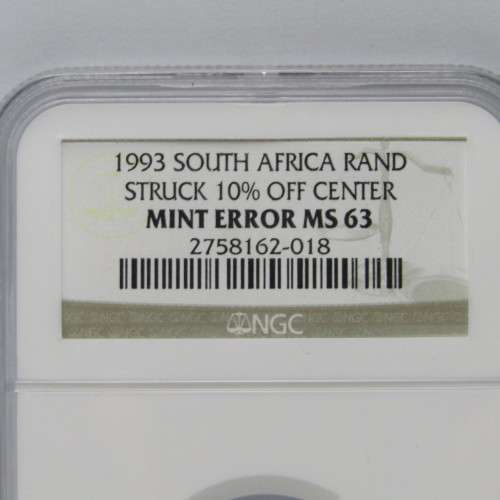 1993 SOUTH AFRICA RAND
STRUCK 10% OFF CENTER
MINT ERROR MS 63
2758162-018
NGC